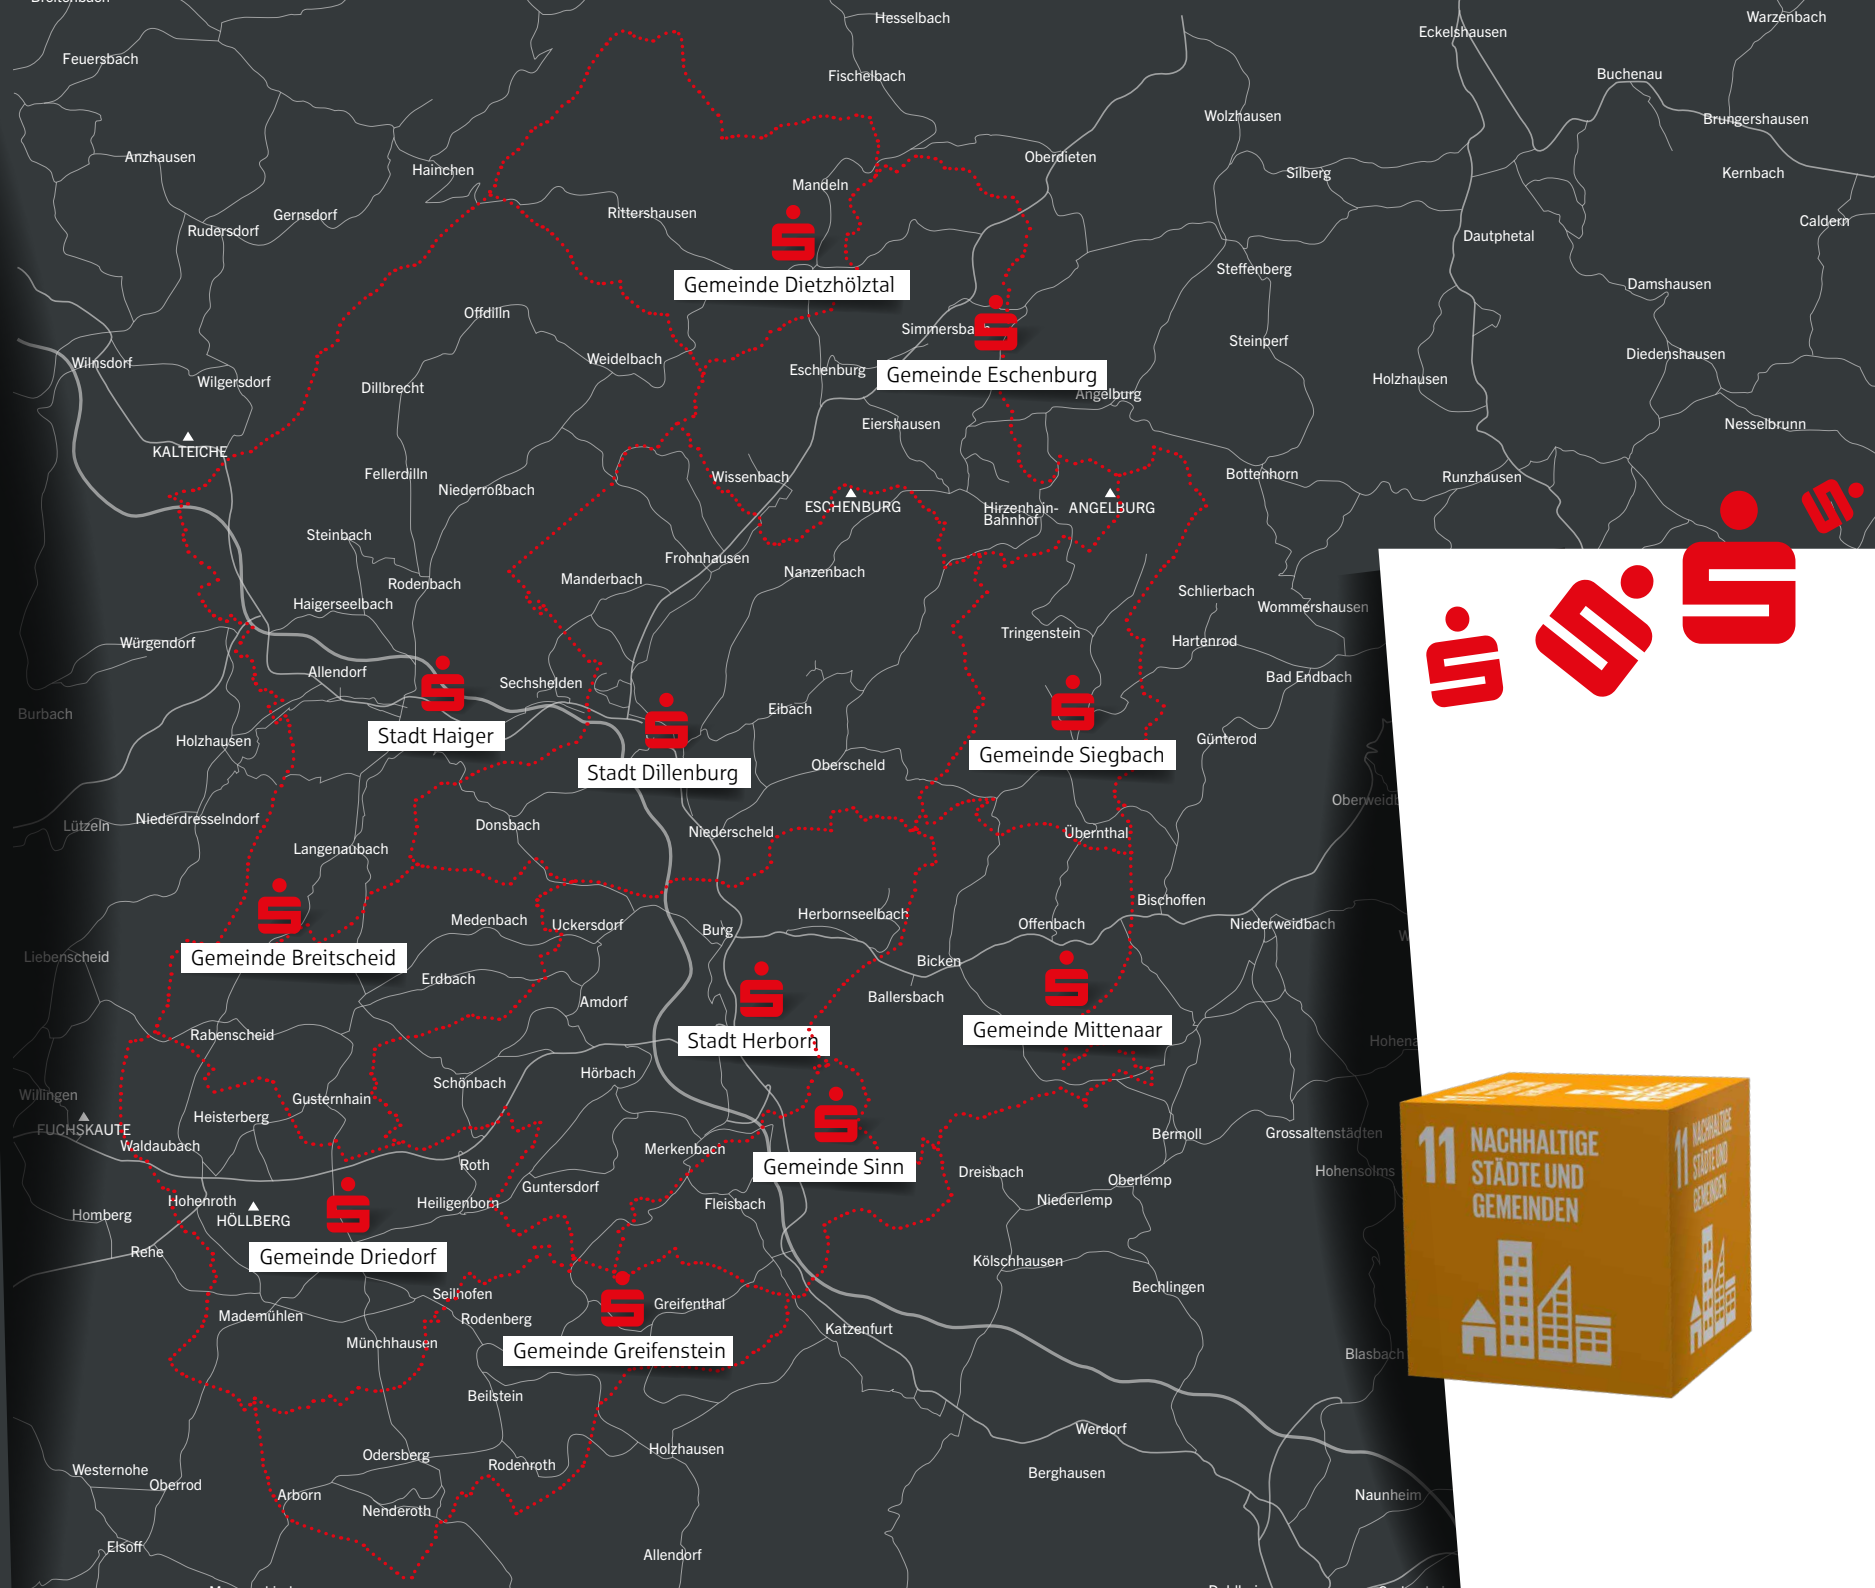 Hesselbach
Eckelshausen
Warzenbach
Feuersbach
Fischelbach
Buchenau
Wolzhausen
Brungershausen
Anzhausen
Hainchen
Oberdieten
Silberg
Kernbach
Mandeln
Gernsdorf
Rittershausen
Rudersdorf
Caldern
Dautphetal
Steffenberg
Gemeinde Dietzhölztal
Damshausen
Offdilln
Simmersba
Steinperf
Weidelbach
Wilnsdorf
Eschenburg
Gemeinde Eschenburg
Diedenshausen
Wilgersdorf
Dillbrecht
Holzhausen
Angelburg
Eiershausen
Nesselbrunn
KALTEICHE
Fellerdilln
Niederroßbach
Wissenbach
Bottenhorn
Runzhausen
ESCHENBURG
Hirzenhain-
Bahnhof
ANGELBURG
Steinbach
Frohnhausen
Manderbach
Nanzenbach
Rodenbach
Schlierbach
Haigerseelbach
Wommershausen
Würgendorf
Tringenstein
Hartenrod
Allendorf
Sechshelden
Bad Endbach
Burbach
Eibach
Holzhausen
Stadt Haiger
Günterod
Gemeinde Siegbach
Stadt Dillenburg
Oberscheld
Oberweidb
Lützeln
Niederdresselndorf
Donsbach
Niederscheld
Übernthal
Langenaubach
Bischoffen
Medenbach
Uckersdorf
Herbornseelbach
Burg
Offenbach
Niederweidbach
Liebenscheid
Gemeinde Breitscheid
Bicken
Erdbach
Amdorf
Ballersbach
Rabenscheid
Stadt Herborn
Gemeinde Mittenaar
Hohena
Schönbach
Hörbach
Willingen
Gusternhain
Heisterberg
FUCHSKAUTE
Waldaubach
Merkenbach
Bermoll
Grossaltenstädten
Roth
Gemeinde Sinn
Dreisbach
Hohensolms
Guntersdorf
Oberlemp
Hohenroth
Heiligenborn
Fleisbach
Niederlemp
Homberg
HÖLLBERG
Rehe
Gemeinde Driedorf
Kölschhausen
Seilhofen
Greifenthal
Bechlingen
Mademühlen
Rodenberg
Katzenfurt
Münchhausen
Gemeinde Greifenstein
Blasbach
Beilstein
Werdorf
Odersberg
Holzhausen
Westernohe
Rodenroth
Berghausen
Oberrod
Arborn
Naunheim
Nenderoth
Elsoff
Allendorf
11 NACHHALTIGE
STÄDTE UND
GEMEINDEN
11 NACHHALTIGE
STÄDTE UND
GEMEINDEN